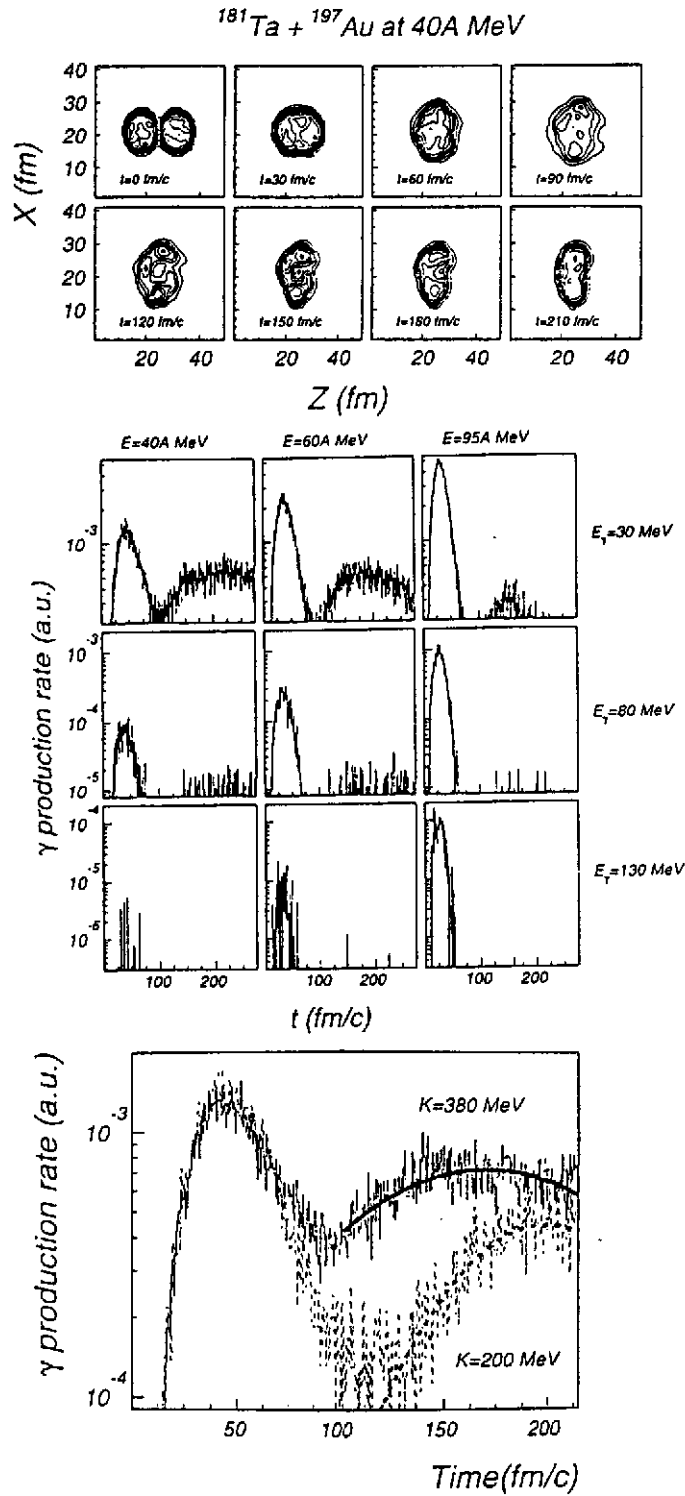 ¹⁸¹Ta + ¹⁹⁷Au at 40A MeV
40
30
20
10
t=0 fm/c
t=30 fm/c
t=60 fm/c
t=90 fm/c
X (fm)
40
30
20
10
t=120 fm/c
t=150 fm/c
t=180 fm/c
t=210 fm/c
20 40 20 40 20 40 20 40
Z (fm)
E=40A MeV E=60A MeV E=95A MeV
10⁻³
E_T=30 MeV
10⁻³
10⁻⁴
10⁻⁵
E_T=80 MeV
γ production rate (a.u.)
10⁻⁴
10⁻⁵
10⁻⁶
E_T=130 MeV
100 200 100 200 100 200
t (fm/c)
γ production rate (a.u.)
10⁻³
10⁻⁴
K=380 MeV
K=200 MeV
50 100 150 200
Time(fm/c)